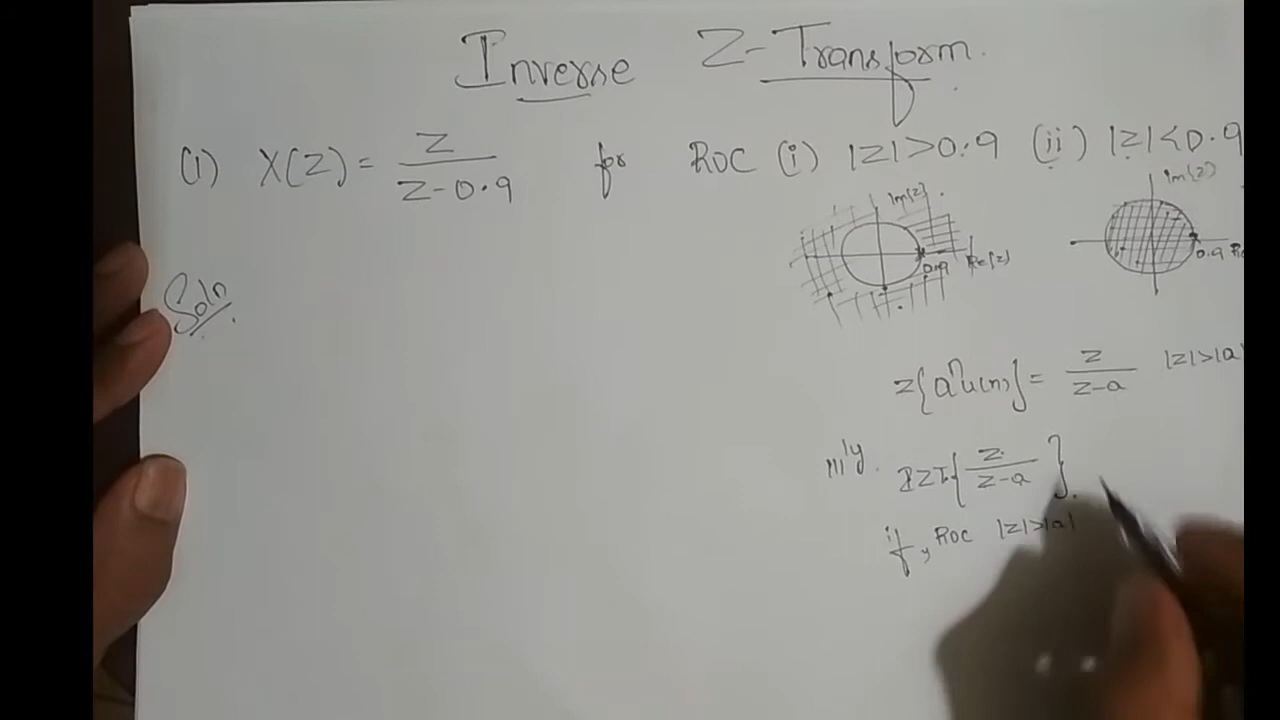 Inverse Z-Transform.
(1) X(Z) = Z / Z-0.9 for ROC (i) |Z|>0.9 (ii) |Z|<0.9
Im{Z} Im{Z}
0.9 Re{z} 0.9 Re
Soln
z{aⁿu(n)} = z / z-a |z|>|a|
|||ly. IZT{ z / z-a }.
if, ROC |z|>|a|